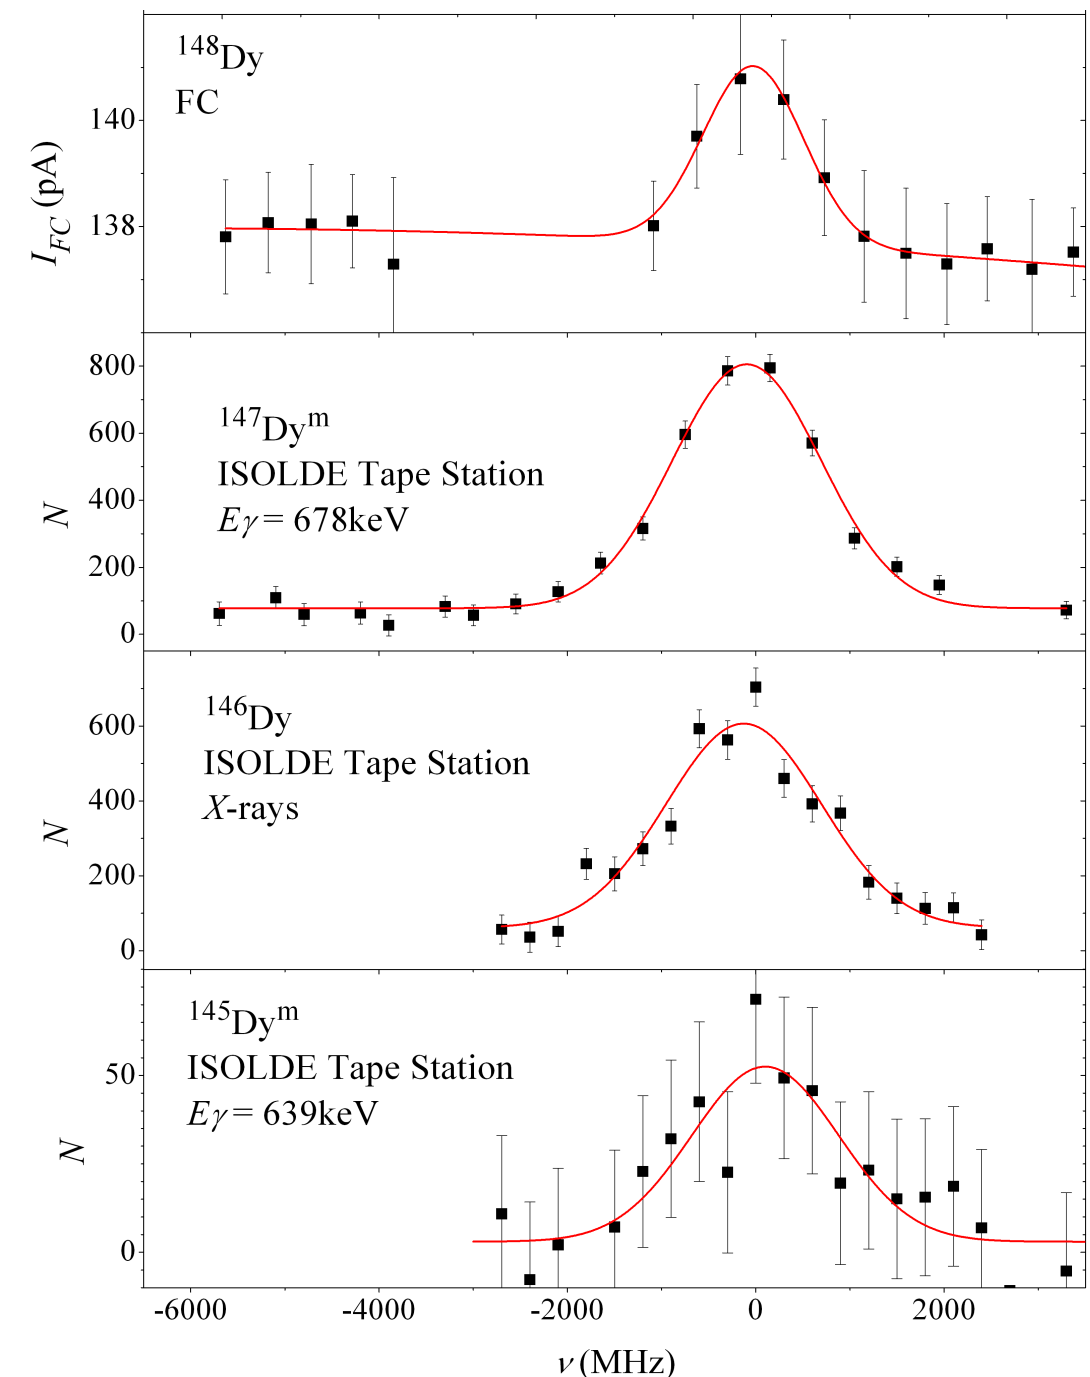 ¹⁴⁸Dy
FC
140
138
I_FC (pA)
¹⁴⁷Dyᵐ
ISOLDE Tape Station
Eγ = 678keV
800
600
400
200
0
N
¹⁴⁶Dy
ISOLDE Tape Station
X-rays
600
400
200
0
N
¹⁴⁵Dyᵐ
ISOLDE Tape Station
Eγ = 639keV
50
0
N
-6000 -4000 -2000 0 2000
ν (MHz)